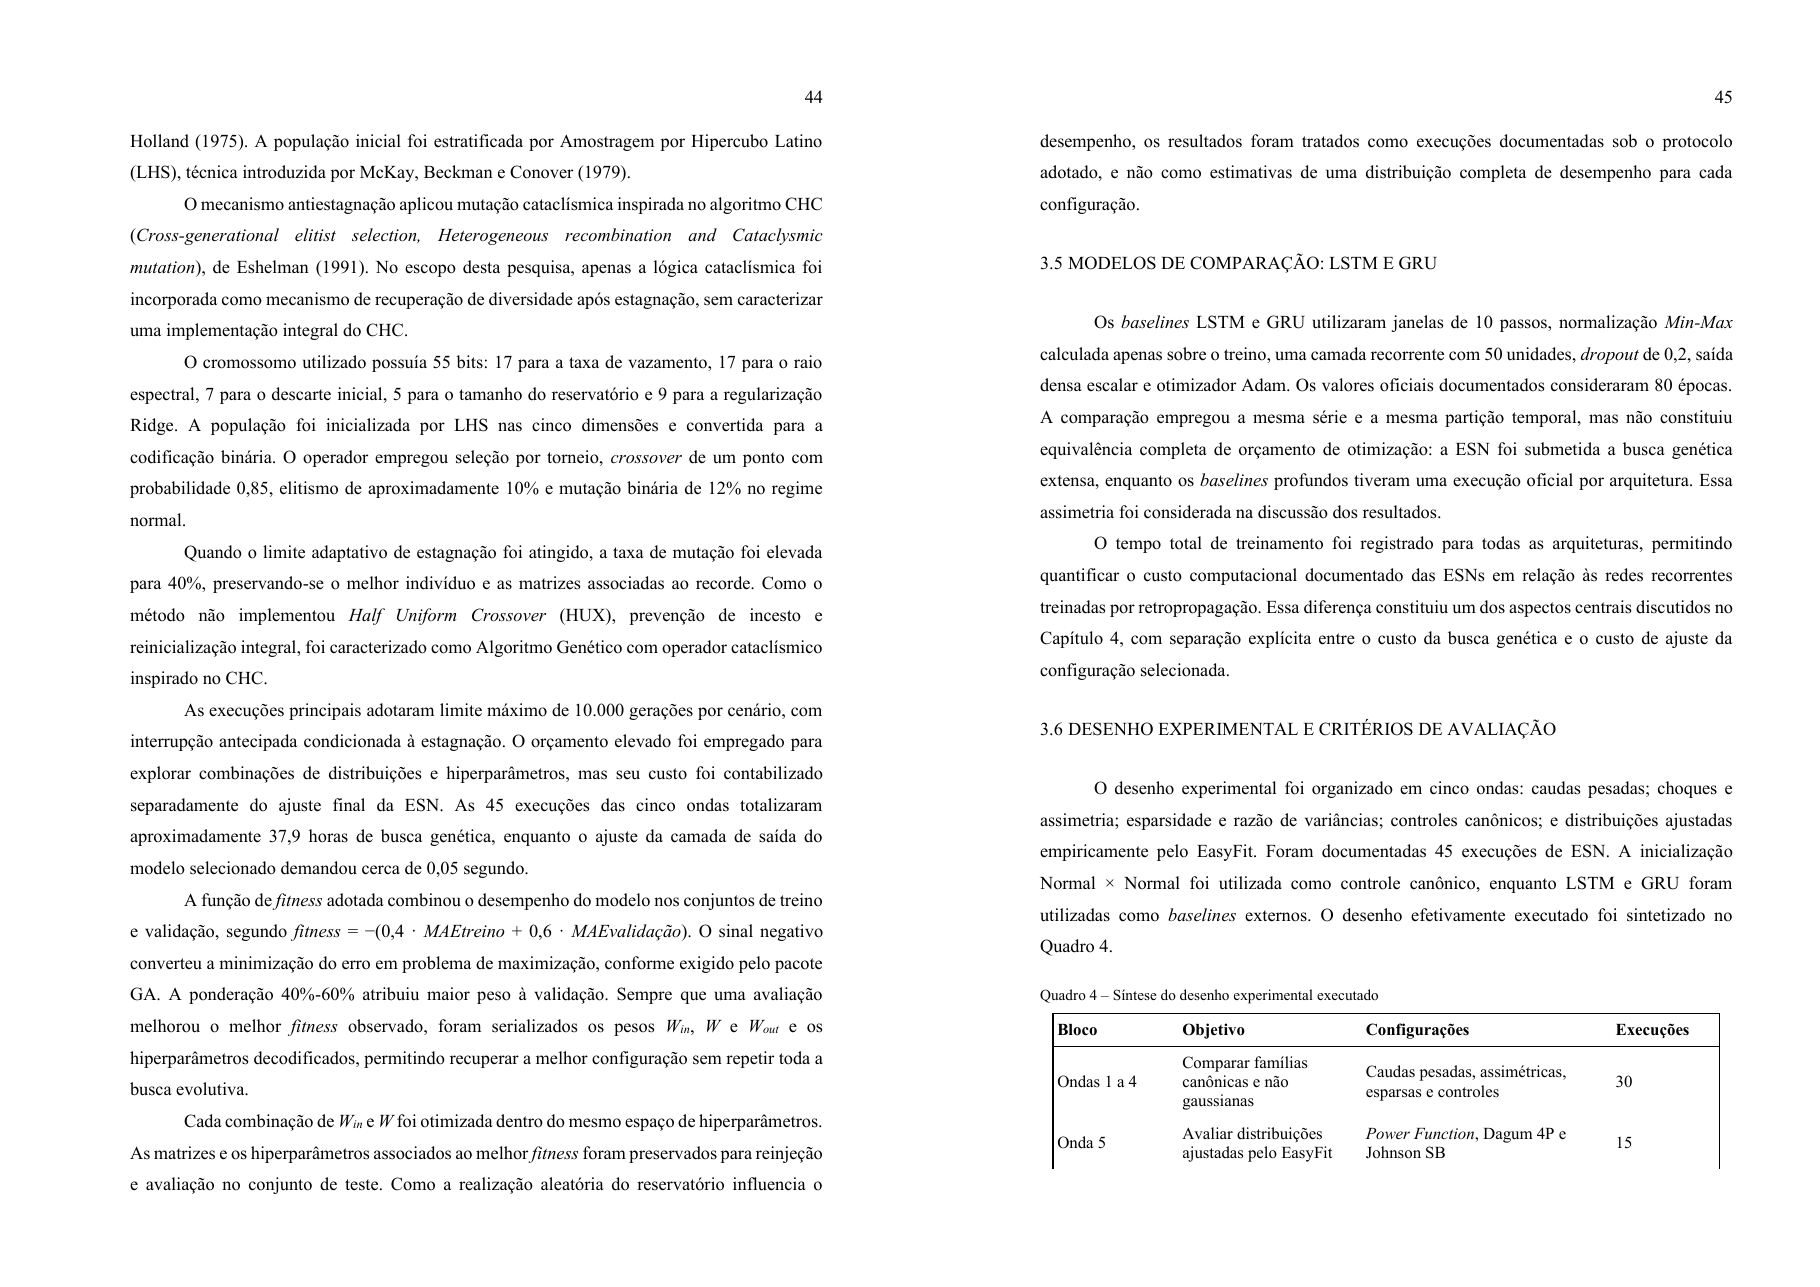 44
Holland (1975). A população inicial foi estratificada por Amostragem por Hipercubo Latino
(LHS), técnica introduzida por McKay, Beckman e Conover (1979).
O mecanismo antiestagnação aplicou mutação cataclísmica inspirada no algoritmo CHC
(Cross-generational elitist selection, Heterogeneous recombination and Cataclysmic
mutation), de Eshelman (1991). No escopo desta pesquisa, apenas a lógica cataclísmica foi
incorporada como mecanismo de recuperação de diversidade após estagnação, sem caracterizar
uma implementação integral do CHC.
O cromossomo utilizado possuía 55 bits: 17 para a taxa de vazamento, 17 para o raio
espectral, 7 para o descarte inicial, 5 para o tamanho do reservatório e 9 para a regularização
Ridge. A população foi inicializada por LHS nas cinco dimensões e convertida para a
codificação binária. O operador empregou seleção por torneio, crossover de um ponto com
probabilidade 0,85, elitismo de aproximadamente 10% e mutação binária de 12% no regime
normal.
Quando o limite adaptativo de estagnação foi atingido, a taxa de mutação foi elevada
para 40%, preservando-se o melhor indivíduo e as matrizes associadas ao recorde. Como o
método não implementou Half Uniform Crossover (HUX), prevenção de incesto e
reinicialização integral, foi caracterizado como Algoritmo Genético com operador cataclísmico
inspirado no CHC.
As execuções principais adotaram limite máximo de 10.000 gerações por cenário, com
interrupção antecipada condicionada à estagnação. O orçamento elevado foi empregado para
explorar combinações de distribuições e hiperparâmetros, mas seu custo foi contabilizado
separadamente do ajuste final da ESN. As 45 execuções das cinco ondas totalizaram
aproximadamente 37,9 horas de busca genética, enquanto o ajuste da camada de saída do
modelo selecionado demandou cerca de 0,05 segundo.
A função de fitness adotada combinou o desempenho do modelo nos conjuntos de treino
e validação, segundo fitness = −(0,4 · MAEtreino + 0,6 · MAEvalidação). O sinal negativo
converteu a minimização do erro em problema de maximização, conforme exigido pelo pacote
GA. A ponderação 40%-60% atribuiu maior peso à validação. Sempre que uma avaliação
melhorou o melhor fitness observado, foram serializados os pesos Win, W e Wout e os
hiperparâmetros decodificados, permitindo recuperar a melhor configuração sem repetir toda a
busca evolutiva.
Cada combinação de Win e W foi otimizada dentro do mesmo espaço de hiperparâmetros.
As matrizes e os hiperparâmetros associados ao melhor fitness foram preservados para reinjeção
e avaliação no conjunto de teste. Como a realização aleatória do reservatório influencia o
45
desempenho, os resultados foram tratados como execuções documentadas sob o protocolo
adotado, e não como estimativas de uma distribuição completa de desempenho para cada
configuração.
3.5 MODELOS DE COMPARAÇÃO: LSTM E GRU
Os baselines LSTM e GRU utilizaram janelas de 10 passos, normalização Min-Max
calculada apenas sobre o treino, uma camada recorrente com 50 unidades, dropout de 0,2, saída
densa escalar e otimizador Adam. Os valores oficiais documentados consideraram 80 épocas.
A comparação empregou a mesma série e a mesma partição temporal, mas não constituiu
equivalência completa de orçamento de otimização: a ESN foi submetida a busca genética
extensa, enquanto os baselines profundos tiveram uma execução oficial por arquitetura. Essa
assimetria foi considerada na discussão dos resultados.
O tempo total de treinamento foi registrado para todas as arquiteturas, permitindo
quantificar o custo computacional documentado das ESNs em relação às redes recorrentes
treinadas por retropropagação. Essa diferença constituiu um dos aspectos centrais discutidos no
Capítulo 4, com separação explícita entre o custo da busca genética e o custo de ajuste da
configuração selecionada.
3.6 DESENHO EXPERIMENTAL E CRITÉRIOS DE AVALIAÇÃO
O desenho experimental foi organizado em cinco ondas: caudas pesadas; choques e
assimetria; esparsidade e razão de variâncias; controles canônicos; e distribuições ajustadas
empiricamente pelo EasyFit. Foram documentadas 45 execuções de ESN. A inicialização
Normal × Normal foi utilizada como controle canônico, enquanto LSTM e GRU foram
utilizadas como baselines externos. O desenho efetivamente executado foi sintetizado no
Quadro 4.
Quadro 4 – Síntese do desenho experimental executado
Bloco Objetivo Configurações Execuções
Ondas 1 a 4 Comparar famílias canônicas e não gaussianas Caudas pesadas, assimétricas, esparsas e controles 30
Onda 5 Avaliar distribuições ajustadas pelo EasyFit Power Function, Dagum 4P e Johnson SB 15